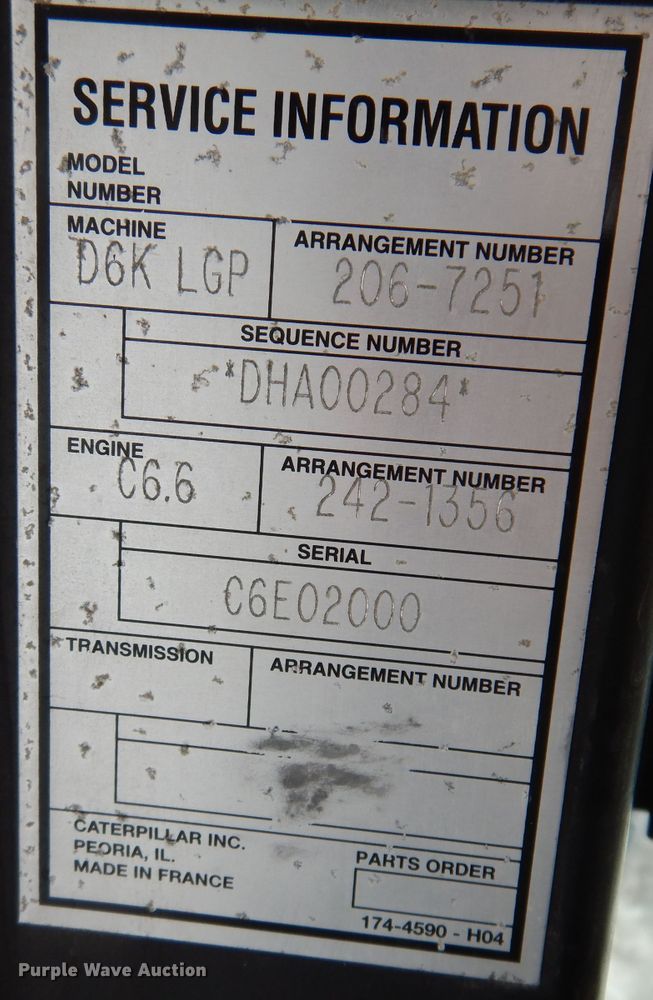 SERVICE INFORMATION
MODEL
NUMBER
MACHINE
D6K LGP
ARRANGEMENT NUMBER
206-7251
SEQUENCE NUMBER
*DHA00284*
ENGINE
C6.6
ARRANGEMENT NUMBER
242-1356
SERIAL
C6E02000
TRANSMISSION
ARRANGEMENT NUMBER
CATERPILLAR INC.
PEORIA, IL.
MADE IN FRANCE
PARTS ORDER
174-4590 - H04
Purple Wave Auction